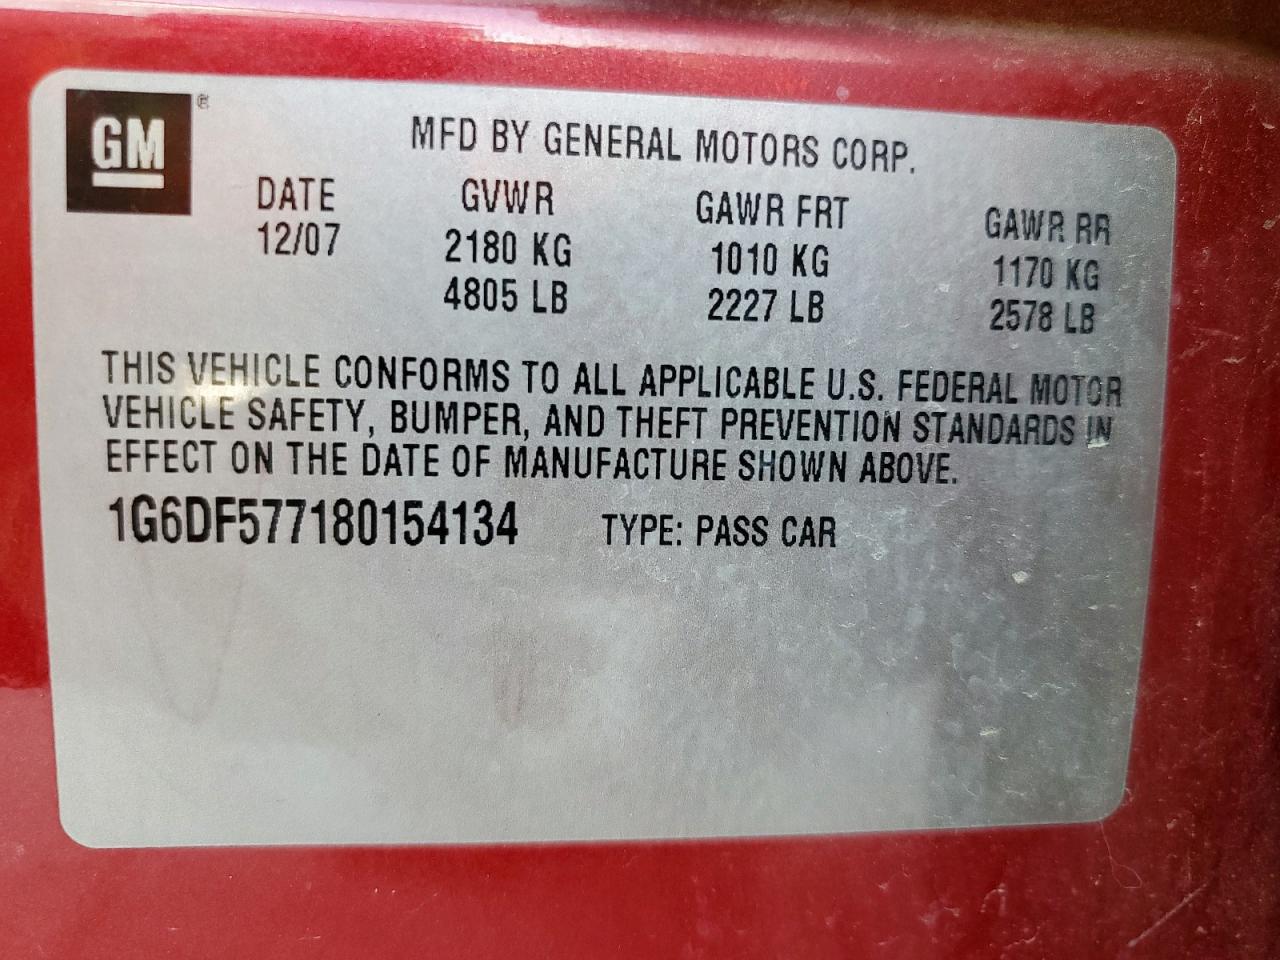 GM ®
MFD BY GENERAL MOTORS CORP.
DATE GVWR GAWR FRT GAWR RR
12/07 2180 KG 1010 KG 1170 KG
4805 LB 2227 LB 2578 LB
THIS VEHICLE CONFORMS TO ALL APPLICABLE U.S. FEDERAL MOTOR
VEHICLE SAFETY, BUMPER, AND THEFT PREVENTION STANDARDS IN
EFFECT ON THE DATE OF MANUFACTURE SHOWN ABOVE.
1G6DF577180154134 TYPE: PASS CAR